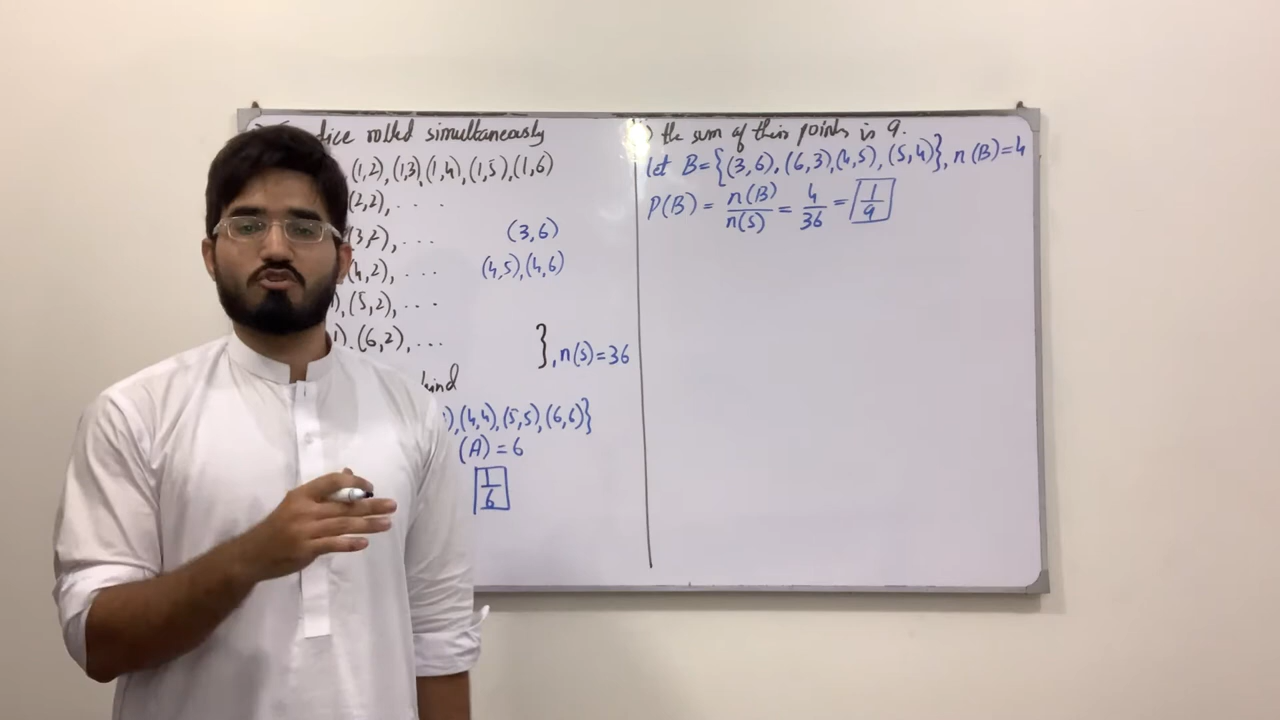 dice rolled simultaneously
(1,2),(1,3),(1,4),(1,5),(1,6)
(2,2), . . . .
(3,2), . . . (3,6)
(4,2), . . . (4,5),(4,6)
), (5,2), . . .
1), (6,2), . . . }, n(s)=36
kind
),(4,4),(5,5),(6,6)}
(A) = 6
1/6
) the sum of their points is 9.
let B={(3,6),(6,3),(4,5),(5,4)}, n(B)=4
P(B) = n(B)/n(s) = 4/36 = 1/9